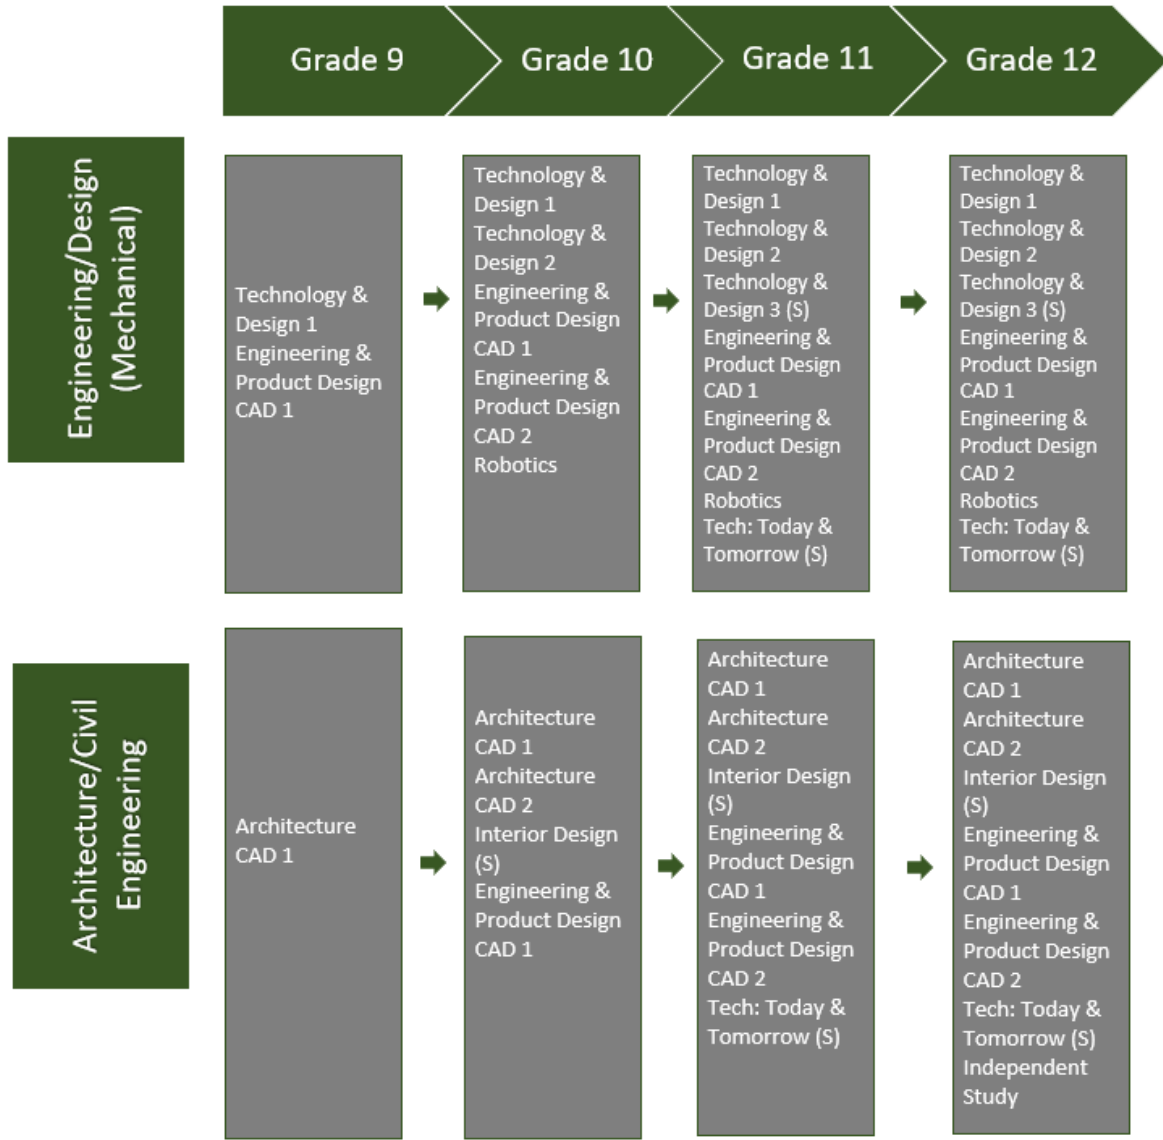 Grade 9
Grade 10
Grade 11
Grade 12
Engineering/Design
(Mechanical)
Technology &
Design 1
Engineering &
Product Design
CAD 1
Technology &
Design 1
Technology &
Design 2
Engineering &
Product Design
CAD 1
Engineering &
Product Design
CAD 2
Robotics
Technology &
Design 1
Technology &
Design 2
Technology &
Design 3 (S)
Engineering &
Product Design
CAD 1
Engineering &
Product Design
CAD 2
Robotics
Tech: Today &
Tomorrow (S)
Technology &
Design 1
Technology &
Design 2
Technology &
Design 3 (S)
Engineering &
Product Design
CAD 1
Engineering &
Product Design
CAD 2
Robotics
Tech: Today &
Tomorrow (S)
Architecture/Civil
Engineering
Architecture
CAD 1
Architecture
CAD 1
Architecture
CAD 2
Interior Design
(S)
Engineering &
Product Design
CAD 1
Architecture
CAD 1
Architecture
CAD 2
Interior Design
(S)
Engineering &
Product Design
CAD 1
Engineering &
Product Design
CAD 2
Tech: Today &
Tomorrow (S)
Architecture
CAD 1
Architecture
CAD 2
Interior Design
(S)
Engineering &
Product Design
CAD 1
Engineering &
Product Design
CAD 2
Tech: Today &
Tomorrow (S)
Independent
Study